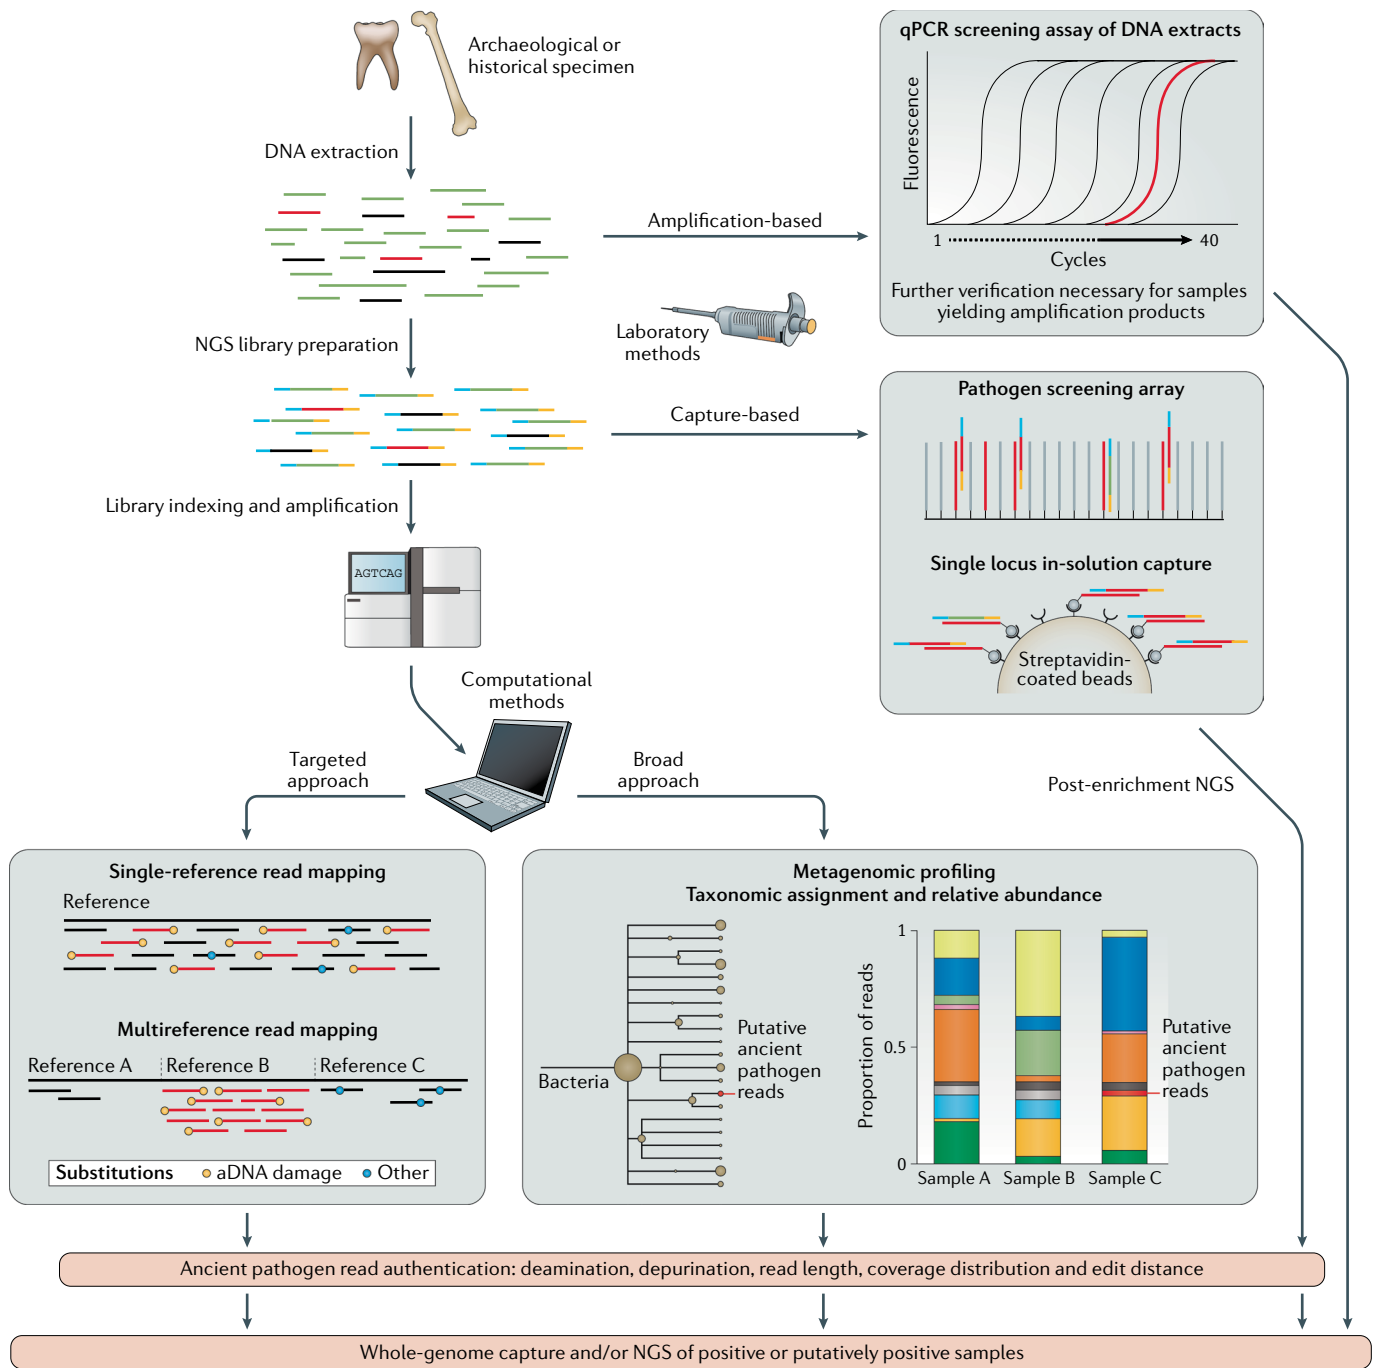 Archaeological or
historical specimen
DNA extraction
Amplification-based
qPCR screening assay of DNA extracts
Fluorescence
1
40
Cycles
Further verification necessary for samples
yielding amplification products
Laboratory
methods
NGS library preparation
Capture-based
Pathogen screening array
Single locus in-solution capture
Streptavidin-
coated beads
Library indexing and amplification
AGTCAG
Computational
methods
Targeted
approach
Broad
approach
Post-enrichment NGS
Single-reference read mapping
Reference
Multireference read mapping
Reference A
Reference B
Reference C
Substitutions
aDNA damage
Other
Metagenomic profiling
Taxonomic assignment and relative abundance
Bacteria
Putative
ancient
pathogen
reads
Proportion of reads
1
0.5
0
Sample A
Sample B
Sample C
Putative
ancient
pathogen
reads
Ancient pathogen read authentication: deamination, depurination, read length, coverage distribution and edit distance
Whole-genome capture and/or NGS of positive or putatively positive samples